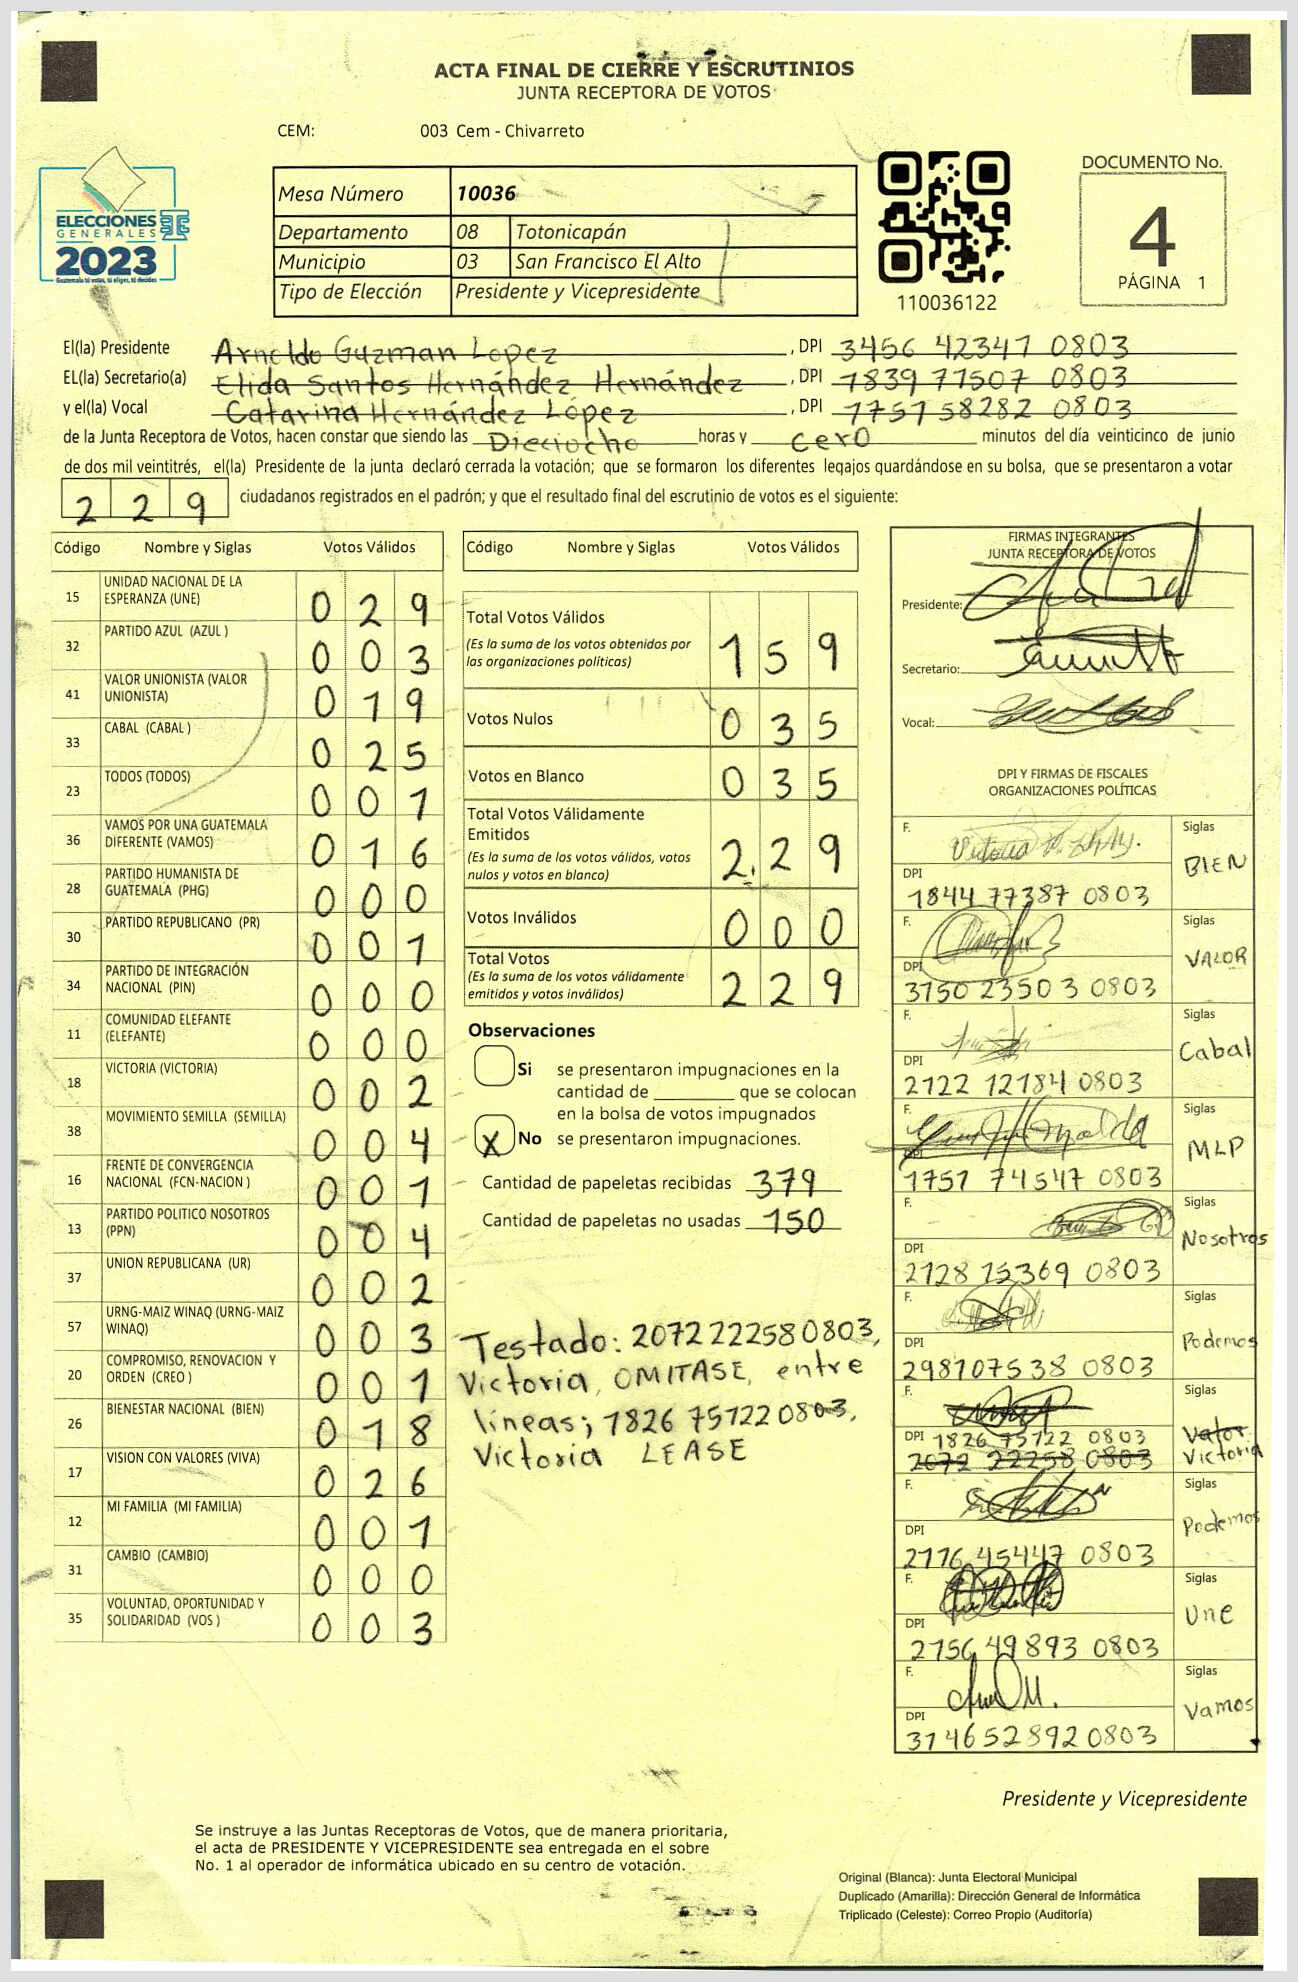 ACTA FINAL DE CIERRE Y ESCRUTINIOS
JUNTA RECEPTORA DE VOTOS
CEM: 003 Cem - Chivarreto
ELECCIONES
GENERALES
2023
Guatemala tú votas, tú eliges, tú decides
Mesa Número 10036
Departamento 08 Totonicapán
Municipio 03 San Francisco El Alto
Tipo de Elección Presidente y Vicepresidente
110036122
DOCUMENTO No.
4
PÁGINA 1
El(la) Presidente Arnoldo Guzman Lopez , DPI 3456 42347 0803
EL(la) Secretario(a) Elida Santos Hernández Hernández , DPI 1839 77507 0803
y el(la) Vocal Catarina Hernández López , DPI 1757 58282 0803
de la Junta Receptora de Votos, hacen constar que siendo las Dieciocho horas y cero minutos del día veinticinco de junio
de dos mil veintitrés, el(la) Presidente de la junta declaró cerrada la votación; que se formaron los diferentes legajos quardándose en su bolsa, que se presentaron a votar
229 ciudadanos registrados en el padrón; y que el resultado final del escrutinio de votos es el siguiente:
Código Nombre y Siglas Votos Válidos
15 UNIDAD NACIONAL DE LA ESPERANZA (UNE) 029
32 PARTIDO AZUL (AZUL ) 003
41 VALOR UNIONISTA (VALOR UNIONISTA) 019
33 CABAL (CABAL ) 025
23 TODOS (TODOS) 001
36 VAMOS POR UNA GUATEMALA DIFERENTE (VAMOS) 016
28 PARTIDO HUMANISTA DE GUATEMALA (PHG) 000
30 PARTIDO REPUBLICANO (PR) 001
34 PARTIDO DE INTEGRACIÓN NACIONAL (PIN) 000
11 COMUNIDAD ELEFANTE (ELEFANTE) 000
18 VICTORIA (VICTORIA) 002
38 MOVIMIENTO SEMILLA (SEMILLA) 004
16 FRENTE DE CONVERGENCIA NACIONAL (FCN-NACION ) 001
13 PARTIDO POLITICO NOSOTROS (PPN) 004
37 UNION REPUBLICANA (UR) 002
57 URNG-MAIZ WINAQ (URNG-MAIZ WINAQ) 003
20 COMPROMISO, RENOVACION Y ORDEN (CREO ) 001
26 BIENESTAR NACIONAL (BIEN) 018
17 VISION CON VALORES (VIVA) 026
12 MI FAMILIA (MI FAMILIA) 001
31 CAMBIO (CAMBIO) 000
35 VOLUNTAD, OPORTUNIDAD Y SOLIDARIDAD (VOS ) 003
Código Nombre y Siglas Votos Válidos
Total Votos Válidos 159
(Es la suma de los votos obtenidos por
las organizaciones políticas)
Votos Nulos 035
Votos en Blanco 035
Total Votos Válidamente
Emitidos 229
(Es la suma de los votos válidos, votos
nulos y votos en blanco)
Votos Inválidos 000
Total Votos 229
(Es la suma de los votos válidamente
emitidos y votos inválidos)
Observaciones
Si se presentaron impugnaciones en la
cantidad de ________ que se colocan
en la bolsa de votos impugnados
X No se presentaron impugnaciones.
Cantidad de papeletas recibidas 379
Cantidad de papeletas no usadas 150
Testado: 2072222580803,
Victoria, OMITASE, entre
líneas; 1826 75122 0803,
Victoria LEASE
FIRMAS INTEGRANTES
JUNTA RECEPTORA DE VOTOS
Presidente:
Secretario:
Vocal:
DPI Y FIRMAS DE FISCALES
ORGANIZACIONES POLÍTICAS
F. Siglas
DPI 1844 77387 0803 BIEN
F. Siglas
DPI 3150 23503 0803 VALOR
F. Siglas
DPI 2122 12184 0803 Cabal
F. Siglas
DPI 1757 74547 0803 MLP
F. Siglas
DPI 2128 15369 0803 Nosotros
F. Siglas
DPI 298107538 0803 Podemos
F. Siglas
DPI 1826 75122 0803 Valor
2072 22258 0803 Victoria
F. Siglas
DPI 2176 45447 0803 Podemos
F. Siglas
DPI 2156 49893 0803 Une
F. Siglas
DPI 3146528920803 Vamos
Presidente y Vicepresidente
Se instruye a las Juntas Receptoras de Votos, que de manera prioritaria,
el acta de PRESIDENTE Y VICEPRESIDENTE sea entregada en el sobre
No. 1 al operador de informática ubicado en su centro de votación.
Original (Blanca): Junta Electoral Municipal
Duplicado (Amarilla): Dirección General de Informática
Triplicado (Celeste): Correo Propio (Auditoría)